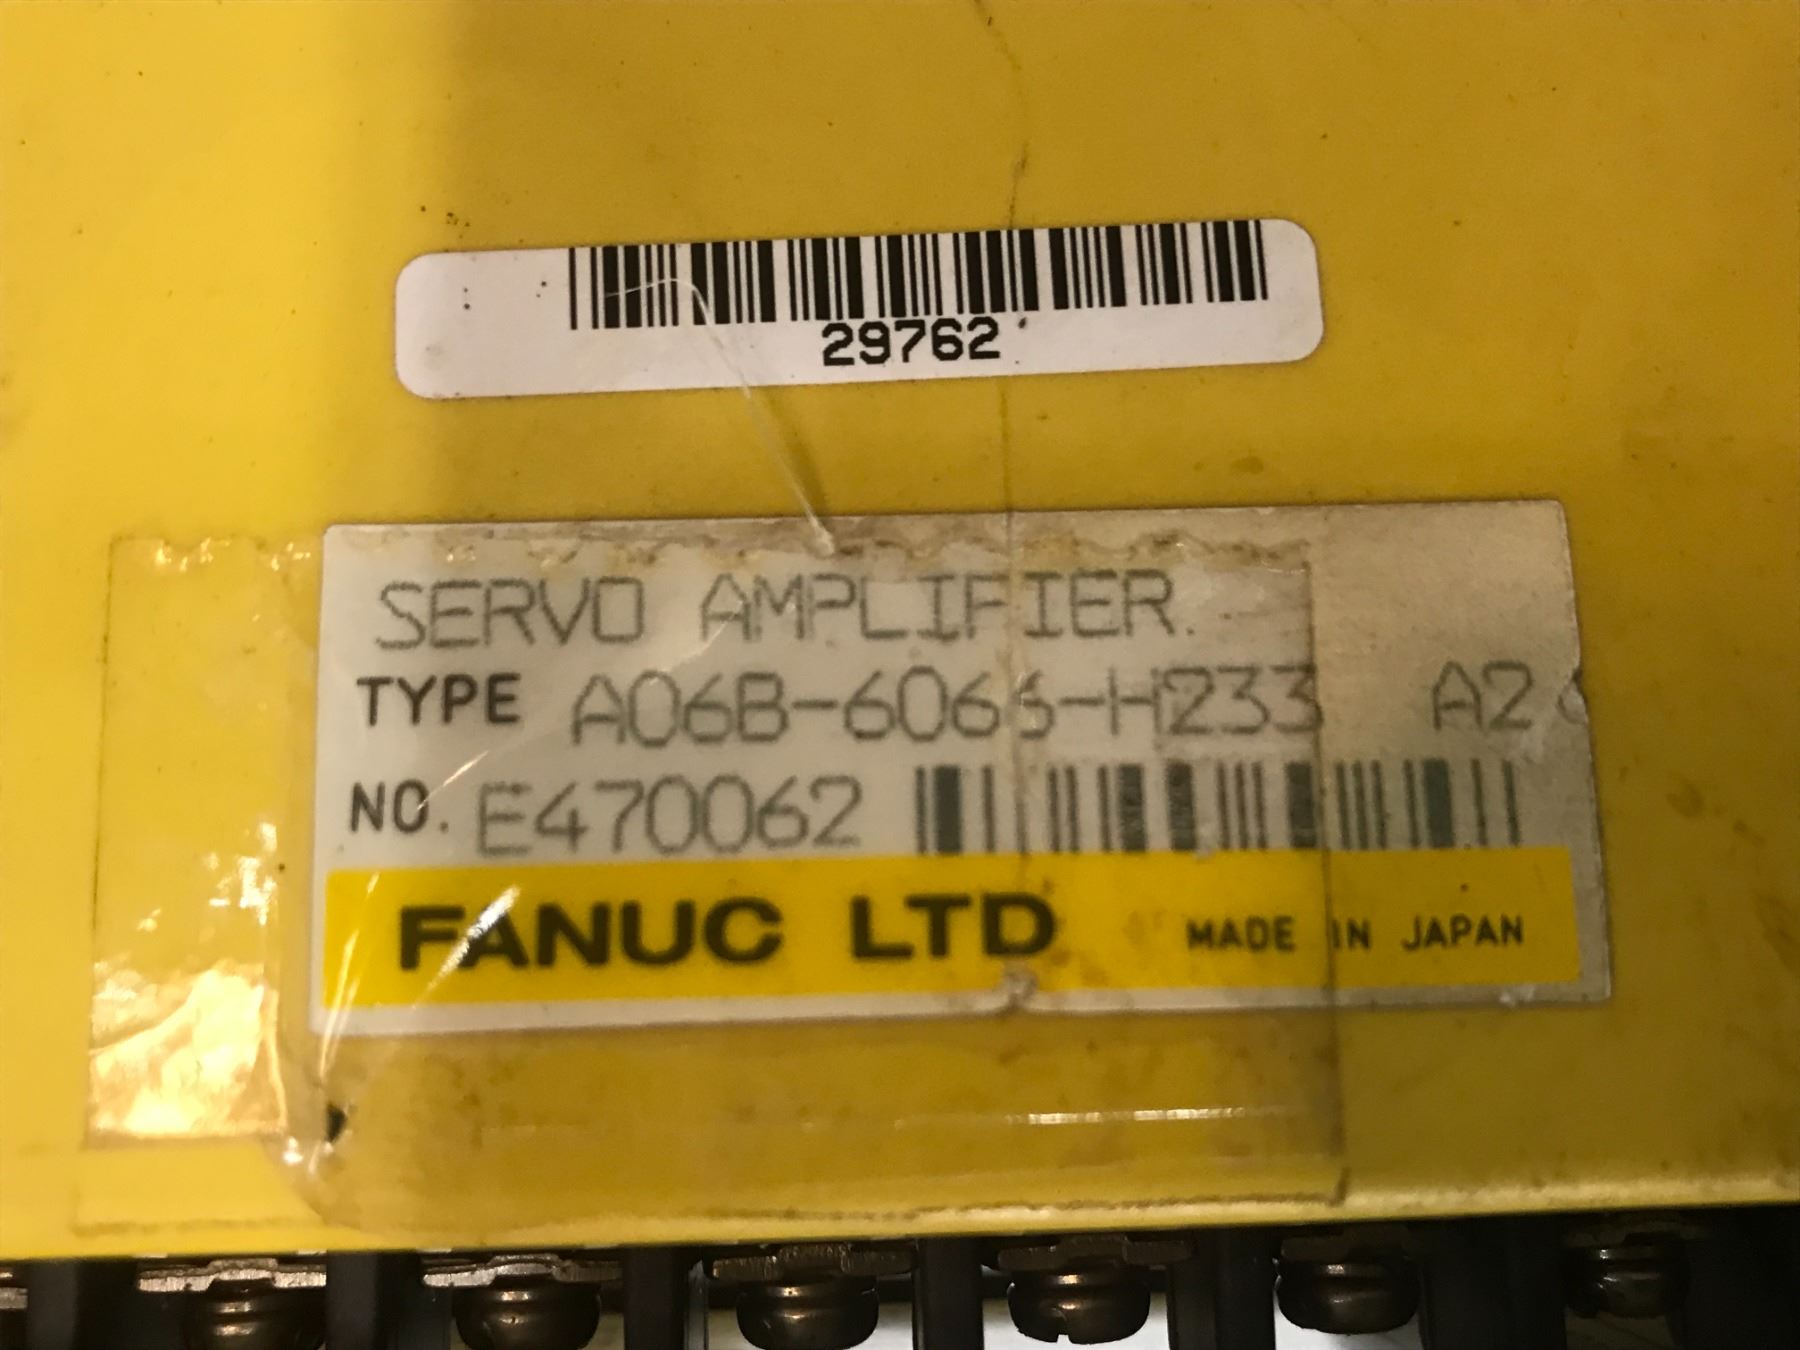 29762
SERVO AMPLIFIER
TYPE A06B-6066-H233 A2
NO. E470062
FANUC LTD MADE IN JAPAN